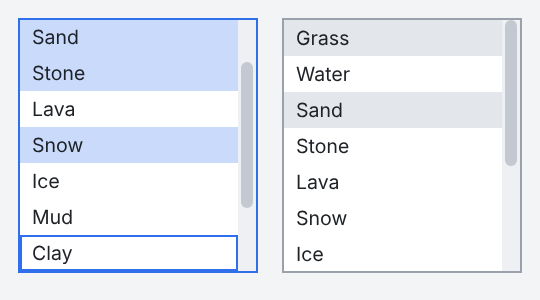 Sand
Stone
Lava
Snow
Ice
Mud
Clay
Grass
Water
Sand
Stone
Lava
Snow
Ice